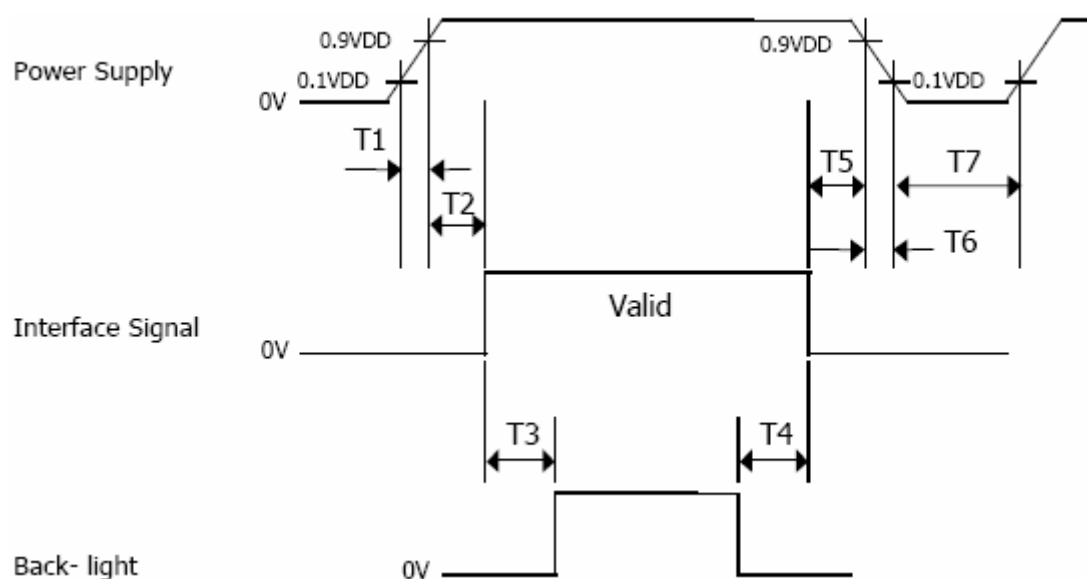 0.9VDD
0.9VDD
Power Supply
0.1VDD
0.1VDD
0V
T1
T5
T7
T2
T6
Valid
Interface Signal
0V
T3
T4
Back- light
0V